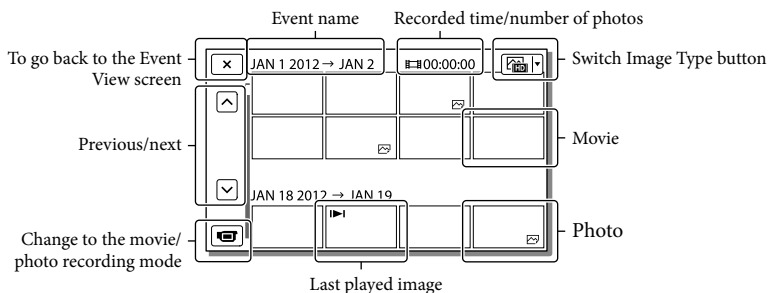 Event name
Recorded time/number of photos
To go back to the Event
View screen
×
JAN 1 2012 → JAN 2
00:00:00
HD
Switch Image Type button
Previous/next
Movie
JAN 18 2012 → JAN 19
Change to the movie/
photo recording mode
Photo
Last played image